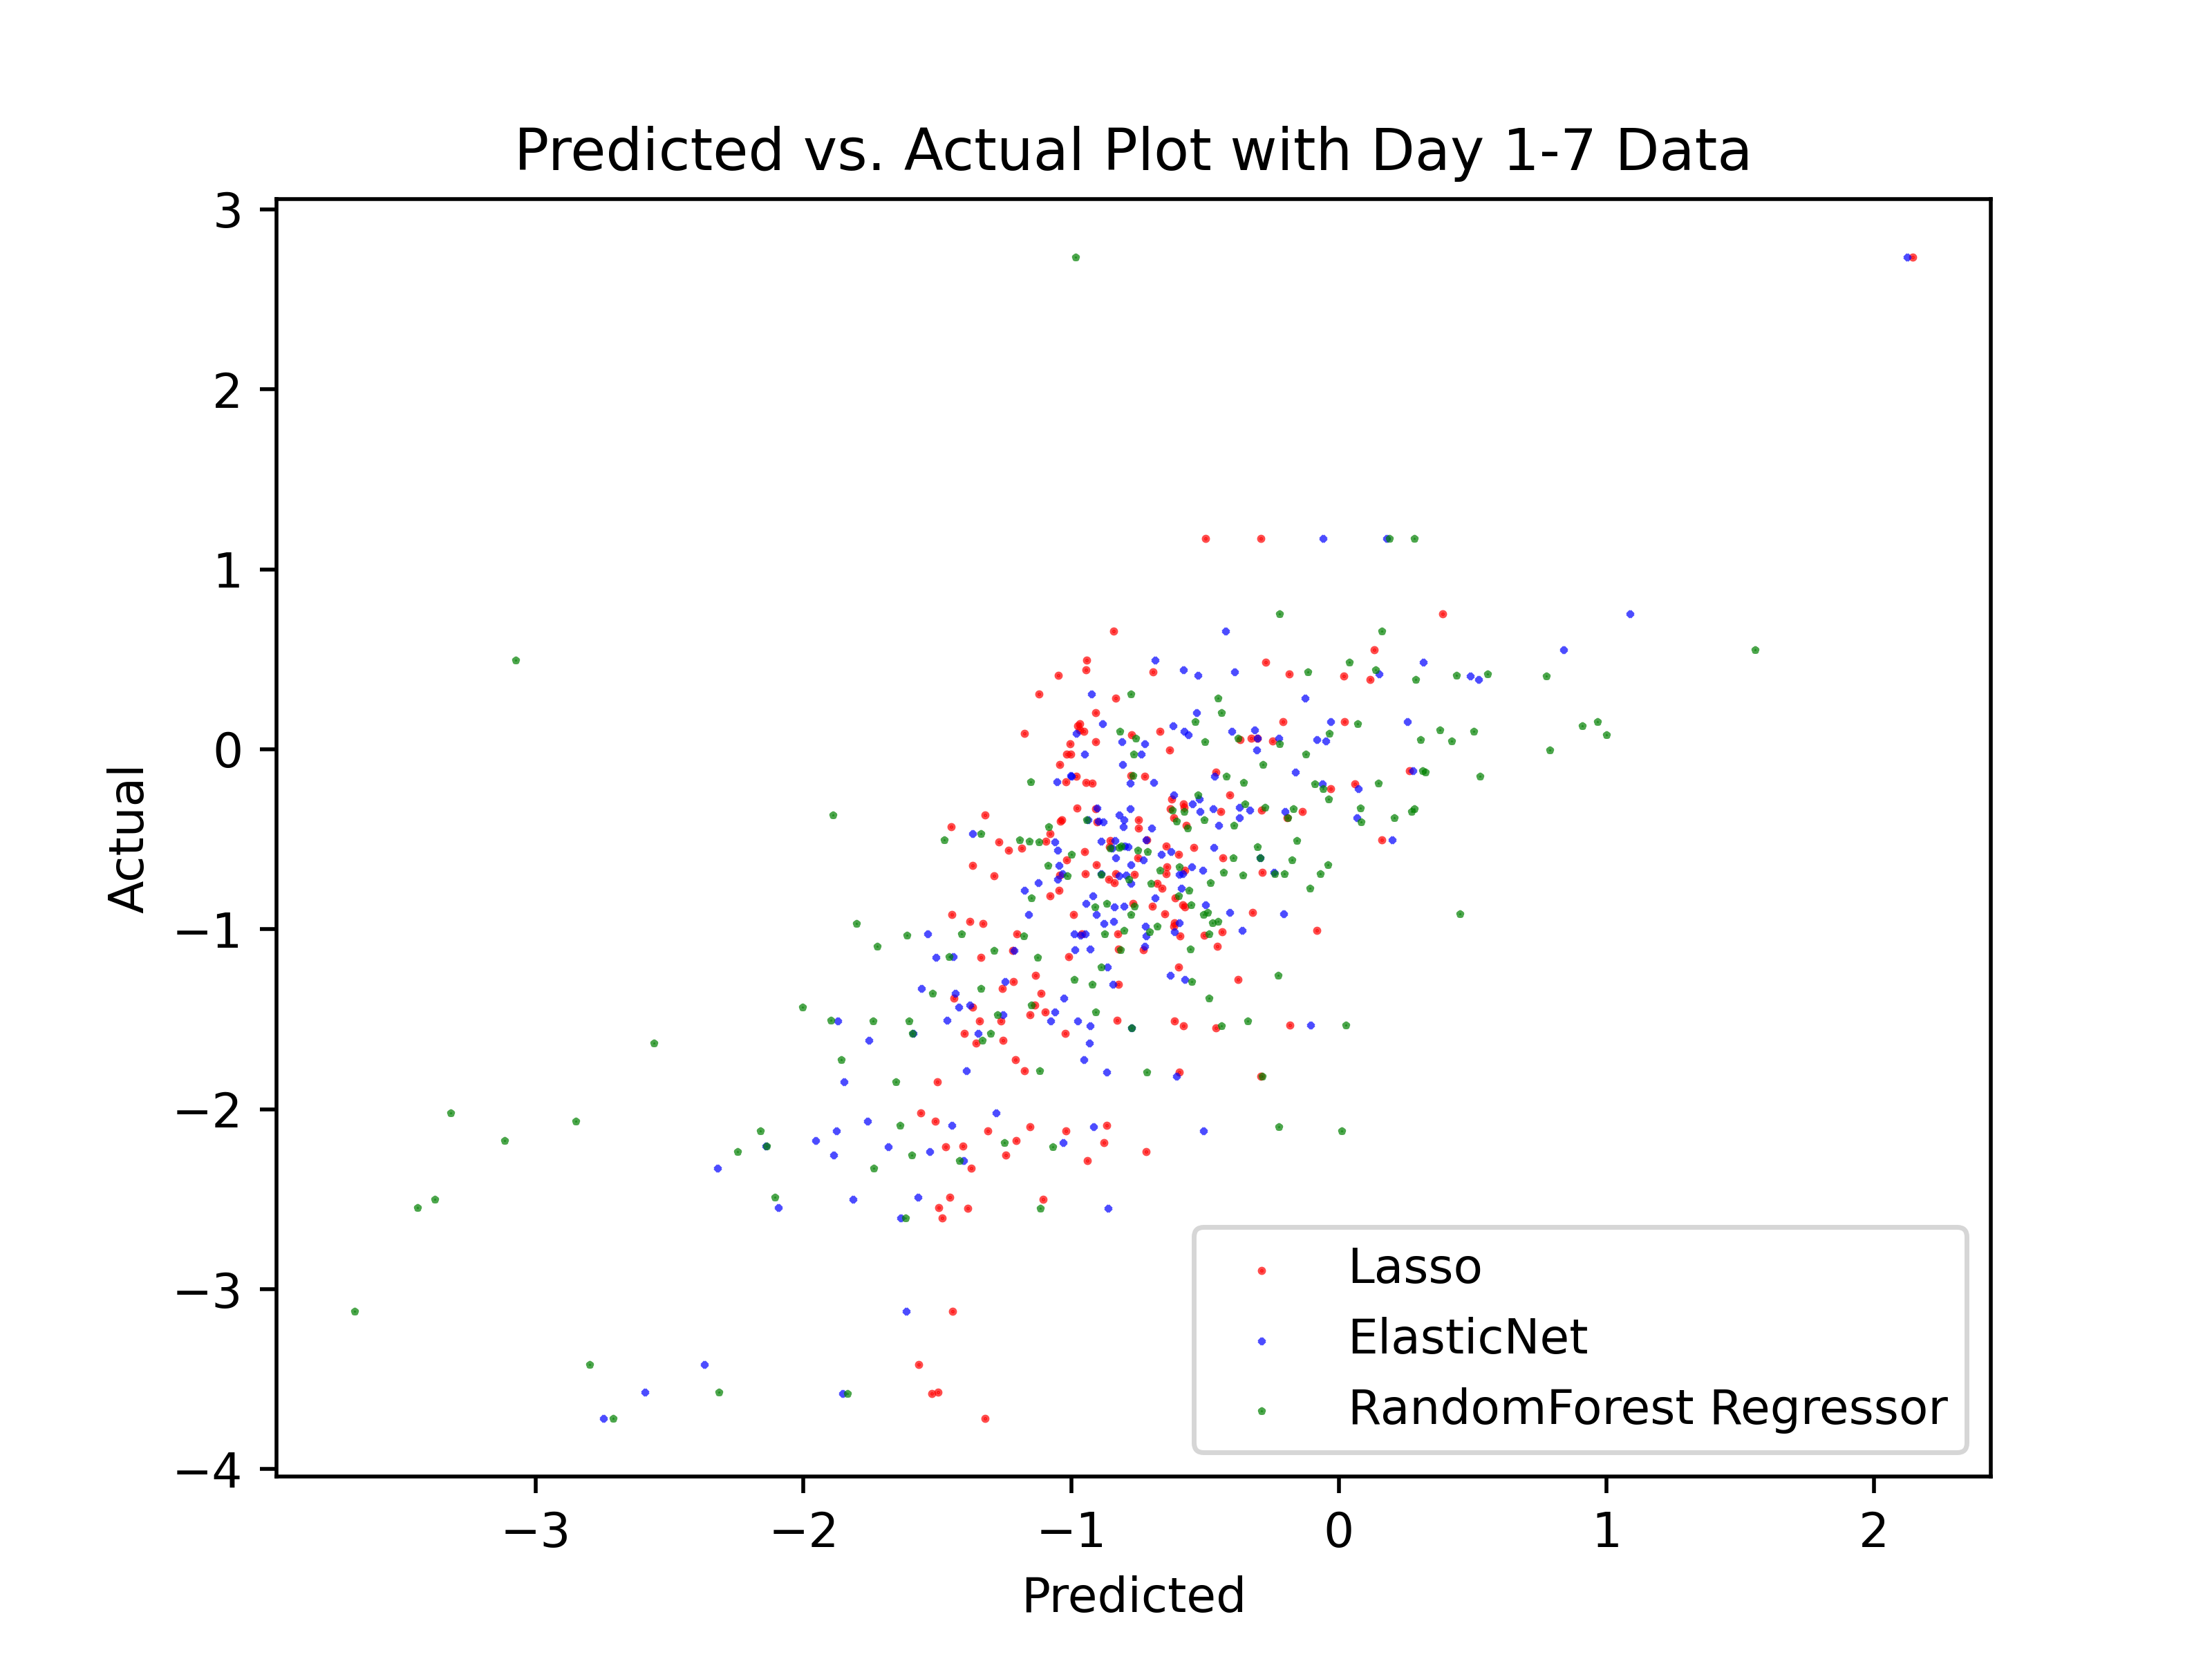 Predicted vs. Actual Plot with Day 1-7 Data
3
2
1
0
−1
−2
−3
−4
Actual
Lasso
ElasticNet
RandomForest Regressor
−3 −2 −1 0 1 2
Predicted